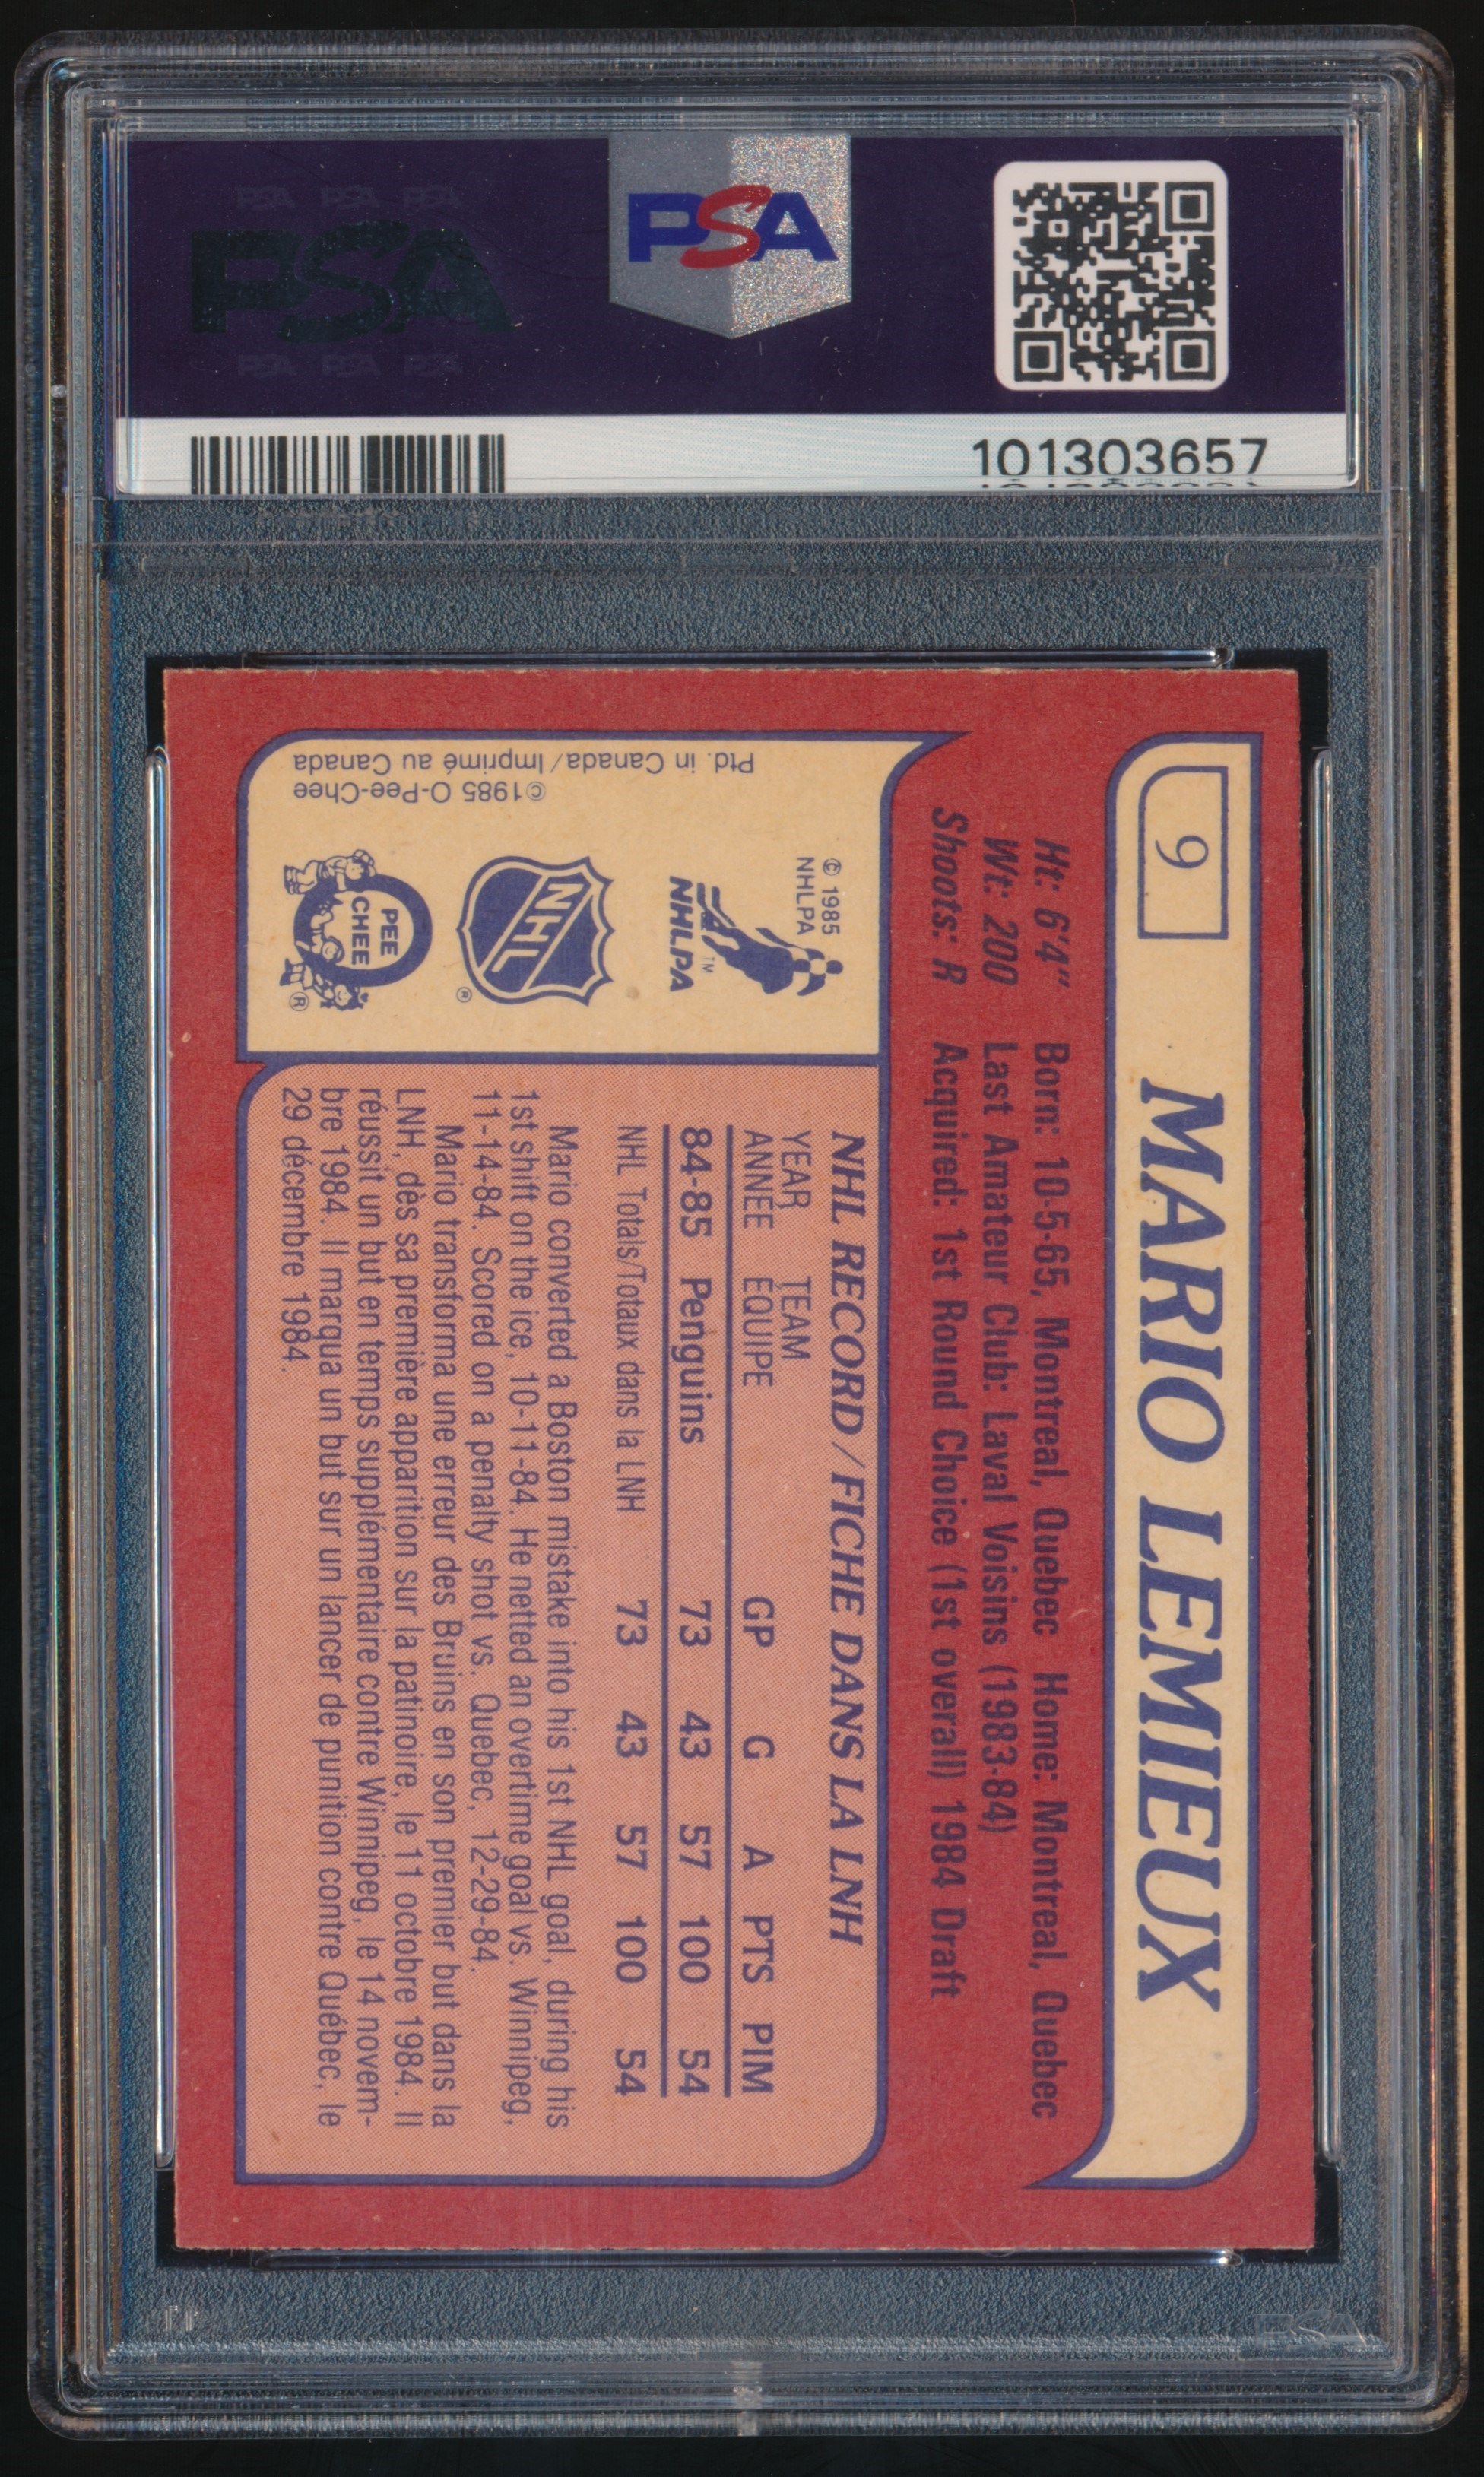 PSA PSA PSA
PSA
PSA PSA PSA
PSA
101303657
9
MARIO LEMIEUX
Ht: 6'4" Born: 10-5-65, Montreal, Quebec Home: Montreal, Quebec
Wt: 200 Last Amateur Club: Laval Voisins (1983-84)
Shoots: R Acquired: 1st Round Choice (1st overall) 1984 Draft
© 1985
NHLPA
™
NHLPA
NHL
®
PEE
CHEE
®
©1985 O-Pee-Chee
Ptd. in Canada/Imprimé au Canada
NHL RECORD/FICHE DANS LA LNH
YEAR TEAM
ANNEE EQUIPE GP G A PTS PIM
84-85 Penguins 73 43 57 100 54
NHL Totals/Totaux dans la LNH 73 43 57 100 54
Mario converted a Boston mistake into his 1st NHL goal, during his
1st shift on the ice, 10-11-84. He netted an overtime goal vs. Winnipeg,
11-14-84. Scored on a penalty shot vs. Quebec, 12-29-84.
Mario transforma une erreur des Bruins en son premier but dans la
LNH, dès sa première apparition sur la patinoire, le 11 octobre 1984. Il
réussit un but en temps supplémentaire contre Winnipeg, le 14 novem-
bre 1984. Il marqua un but sur un lancer de punition contre Québec, le
29 décembre 1984.
PSA